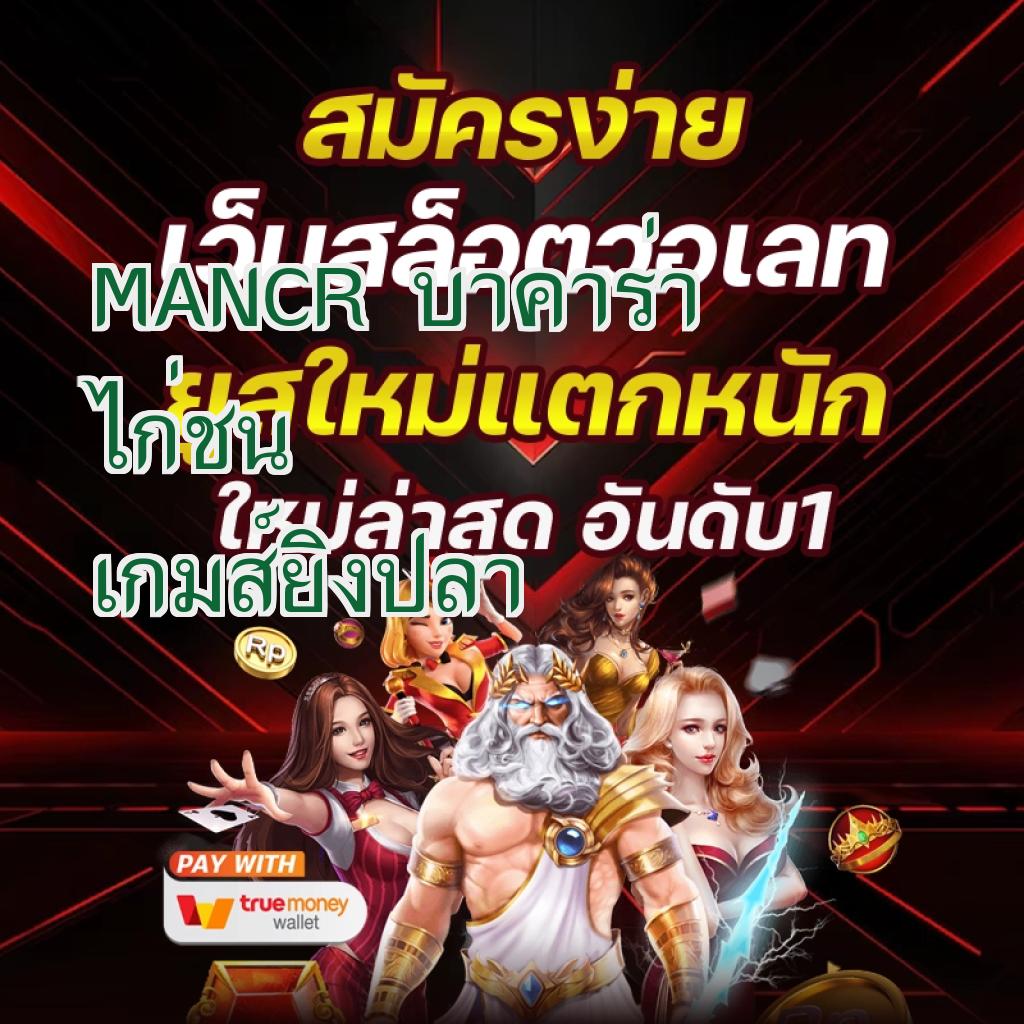 สมัครง่าย
เว็บสล็อตวอเลท
MANCR บาคาร่า
ยูสใหม่แตกหนัก
ไก่ชน
ใหม่ล่าสุด อันดับ1
เกมส์ยิงปลา
Rp
PAY WITH
truemoney
wallet